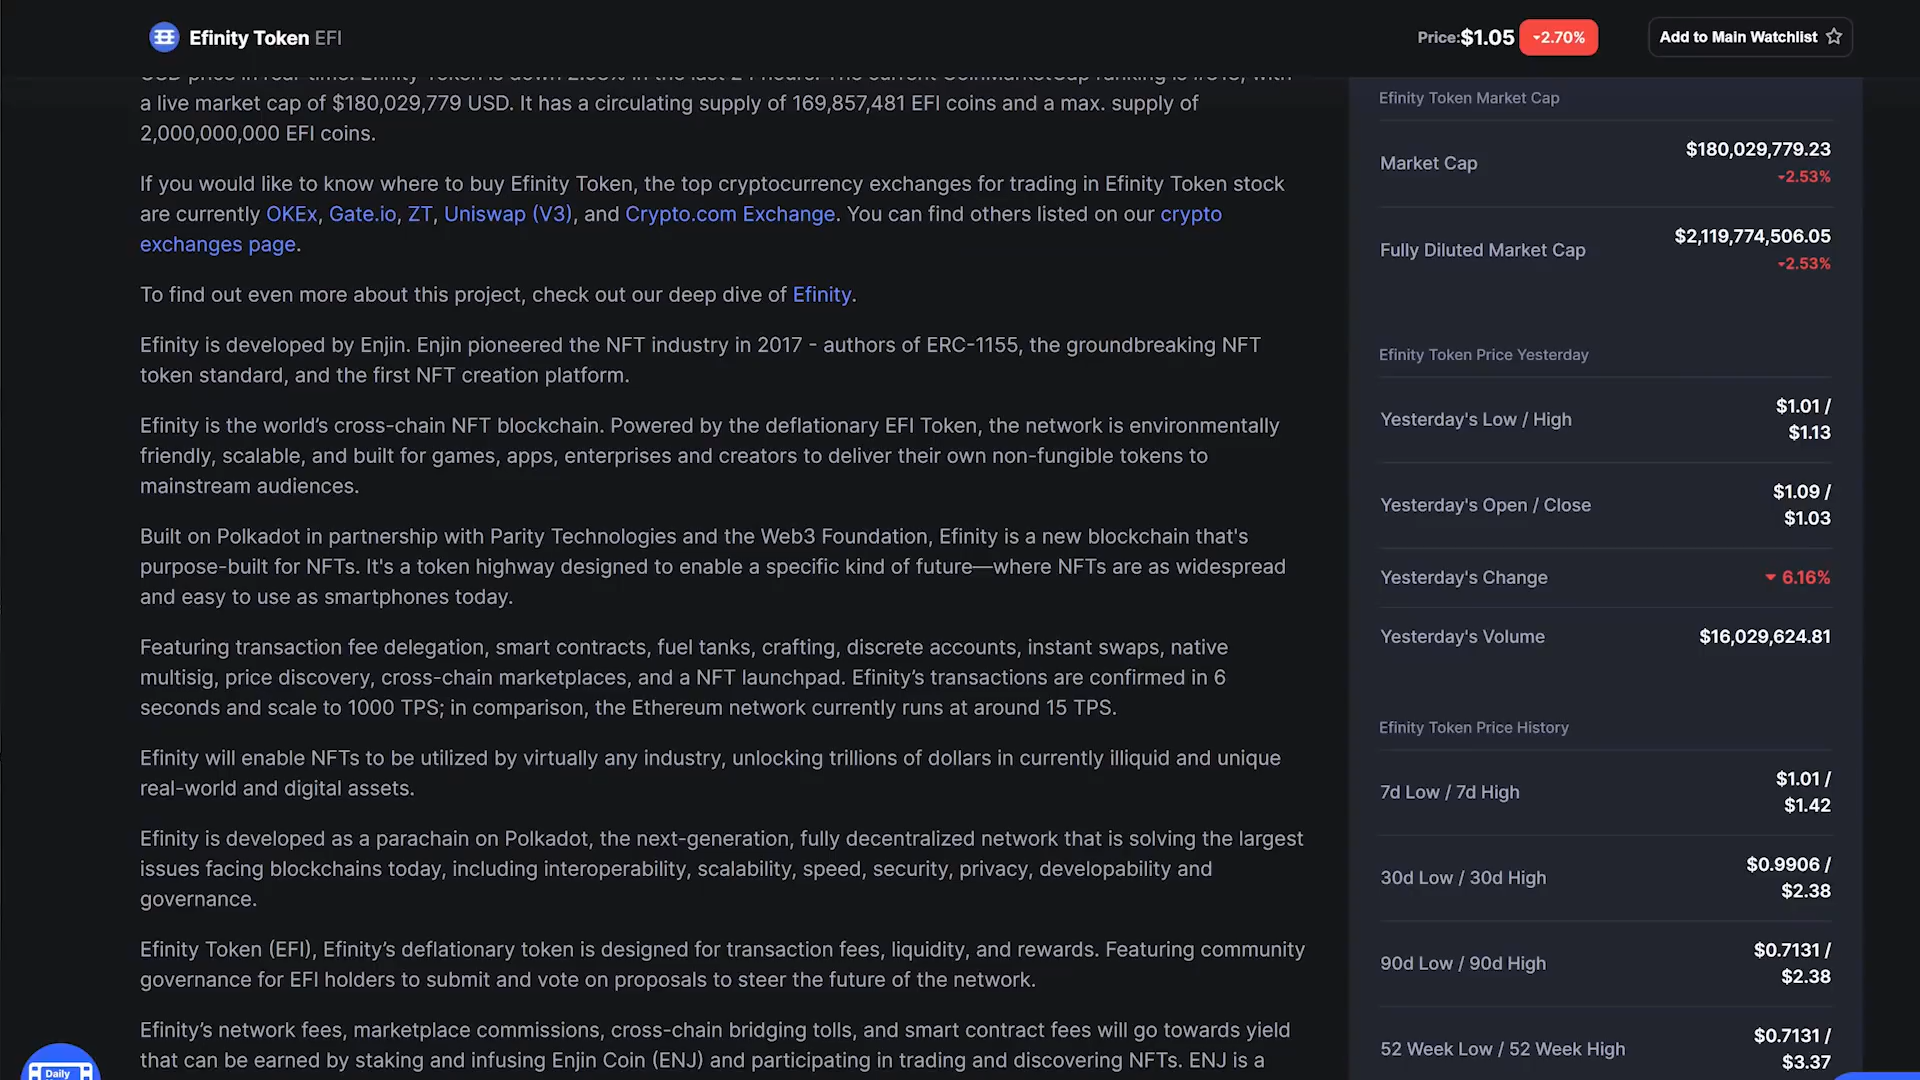 Efinity Token EFI
Price:$1.05 -2.70%
Add to Main Watchlist
a live market cap of $180,029,779 USD. It has a circulating supply of 169,857,481 EFI coins and a max. supply of
2,000,000,000 EFI coins.
If you would like to know where to buy Efinity Token, the top cryptocurrency exchanges for trading in Efinity Token stock
are currently OKEx, Gate.io, ZT, Uniswap (V3), and Crypto.com Exchange. You can find others listed on our crypto
exchanges page.
To find out even more about this project, check out our deep dive of Efinity.
Efinity is developed by Enjin. Enjin pioneered the NFT industry in 2017 - authors of ERC-1155, the groundbreaking NFT
token standard, and the first NFT creation platform.
Efinity is the world’s cross-chain NFT blockchain. Powered by the deflationary EFI Token, the network is environmentally
friendly, scalable, and built for games, apps, enterprises and creators to deliver their own non-fungible tokens to
mainstream audiences.
Built on Polkadot in partnership with Parity Technologies and the Web3 Foundation, Efinity is a new blockchain that's
purpose-built for NFTs. It's a token highway designed to enable a specific kind of future—where NFTs are as widespread
and easy to use as smartphones today.
Featuring transaction fee delegation, smart contracts, fuel tanks, crafting, discrete accounts, instant swaps, native
multisig, price discovery, cross-chain marketplaces, and a NFT launchpad. Efinity’s transactions are confirmed in 6
seconds and scale to 1000 TPS; in comparison, the Ethereum network currently runs at around 15 TPS.
Efinity will enable NFTs to be utilized by virtually any industry, unlocking trillions of dollars in currently illiquid and unique
real-world and digital assets.
Efinity is developed as a parachain on Polkadot, the next-generation, fully decentralized network that is solving the largest
issues facing blockchains today, including interoperability, scalability, speed, security, privacy, developability and
governance.
Efinity Token (EFI), Efinity’s deflationary token is designed for transaction fees, liquidity, and rewards. Featuring community
governance for EFI holders to submit and vote on proposals to steer the future of the network.
Efinity’s network fees, marketplace commissions, cross-chain bridging tolls, and smart contract fees will go towards yield
that can be earned by staking and infusing Enjin Coin (ENJ) and participating in trading and discovering NFTs. ENJ is a
Daily
Efinity Token Market Cap
Market Cap
$180,029,779.23
-2.53%
Fully Diluted Market Cap
$2,119,774,506.05
-2.53%
Efinity Token Price Yesterday
Yesterday's Low / High
$1.01 /
$1.13
Yesterday's Open / Close
$1.09 /
$1.03
Yesterday's Change
6.16%
Yesterday's Volume
$16,029,624.81
Efinity Token Price History
7d Low / 7d High
$1.01 /
$1.42
30d Low / 30d High
$0.9906 /
$2.38
90d Low / 90d High
$0.7131 /
$2.38
52 Week Low / 52 Week High
$0.7131 /
$3.37